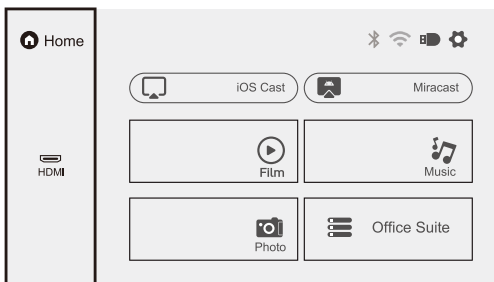 Home
HDMI
iOS Cast
Miracast
Film
Music
Photo
Office Suite